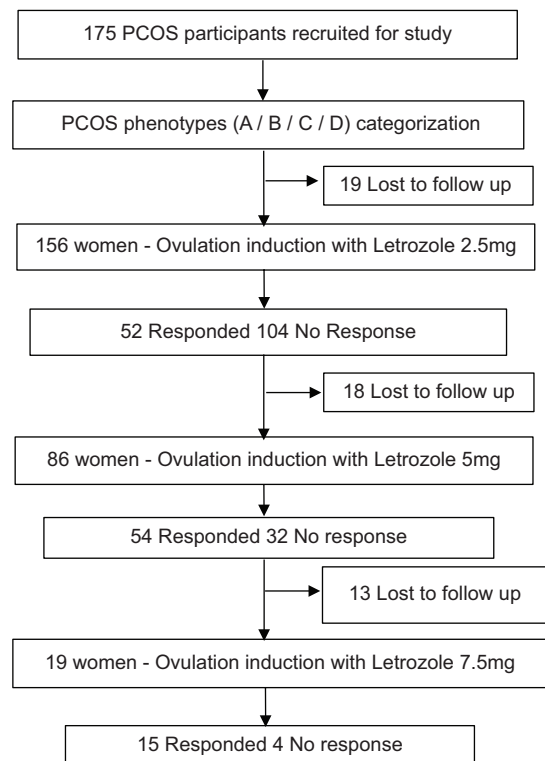 175 PCOS participants recruited for study
PCOS phenotypes (A / B / C / D) categorization
19 Lost to follow up
156 women - Ovulation induction with Letrozole 2.5mg
52 Responded 104 No Response
18 Lost to follow up
86 women - Ovulation induction with Letrozole 5mg
54 Responded 32 No response
13 Lost to follow up
19 women - Ovulation induction with Letrozole 7.5mg
15 Responded 4 No response